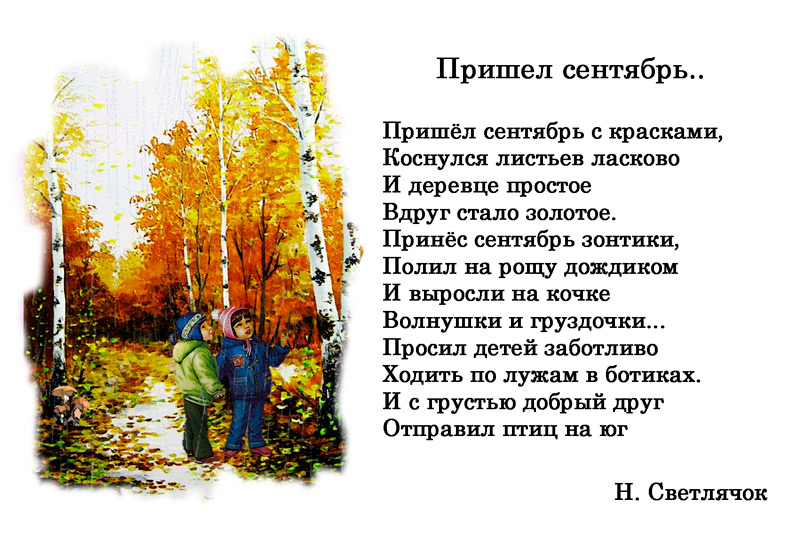 Пришел сентябрь..
Пришёл сентябрь с красками,
Коснулся листьев ласково
И деревце простое
Вдруг стало золотое.
Принёс сентябрь зонтики,
Полил на рощу дождиком
И выросли на кочке
Волнушки и груздочки...
Просил детей заботливо
Ходить по лужам в ботиках.
И с грустью добрый друг
Отправил птиц на юг
Н. Светлячок